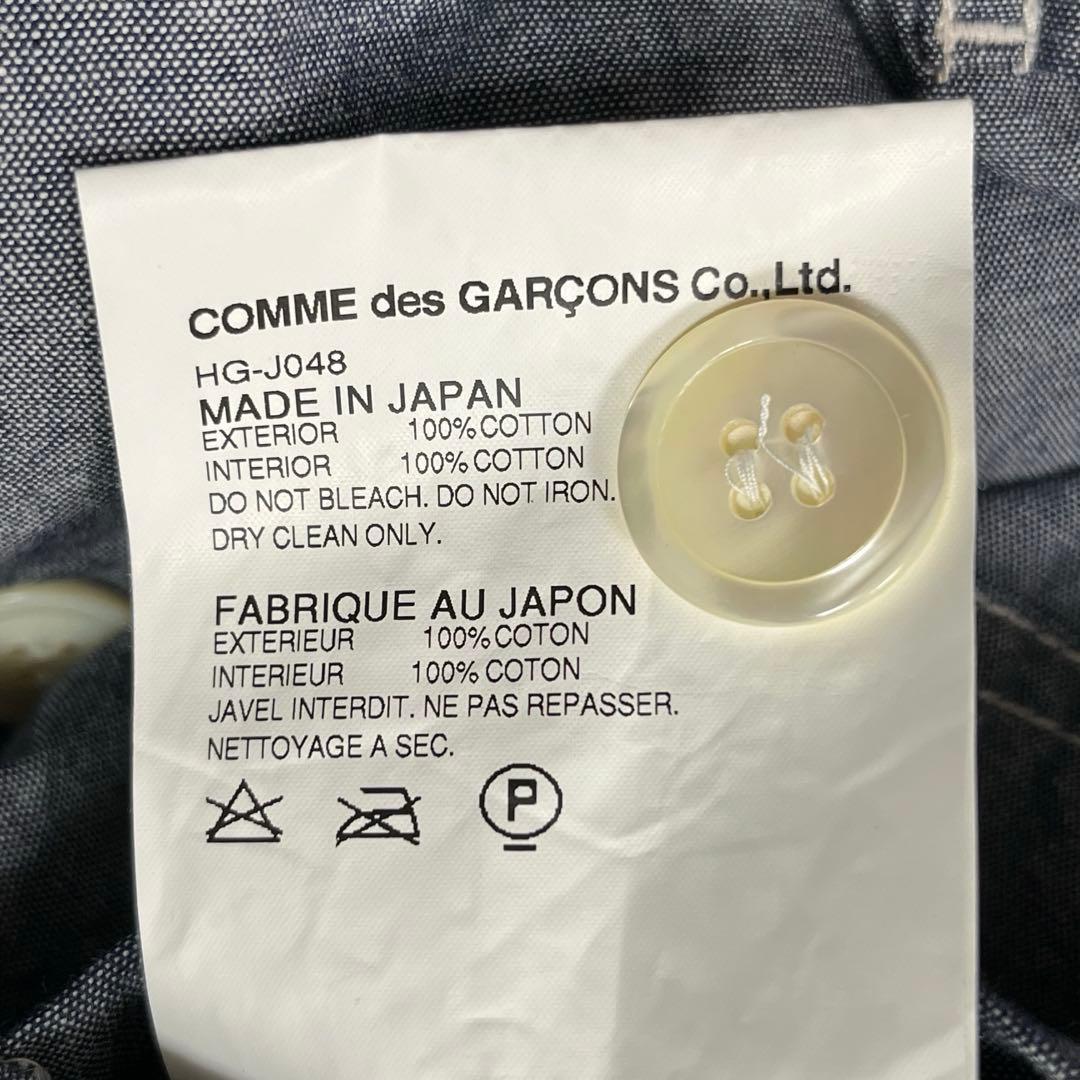 COMME des GARÇONS Co.,Ltd.
HG-J048
MADE IN JAPAN
EXTERIOR 100% COTTON
INTERIOR 100% COTTON
DO NOT BLEACH. DO NOT IRON.
DRY CLEAN ONLY.
FABRIQUE AU JAPON
EXTERIEUR 100% COTON
INTERIEUR 100% COTON
JAVEL INTERDIT. NE PAS REPASSER.
NETTOYAGE A SEC.
P